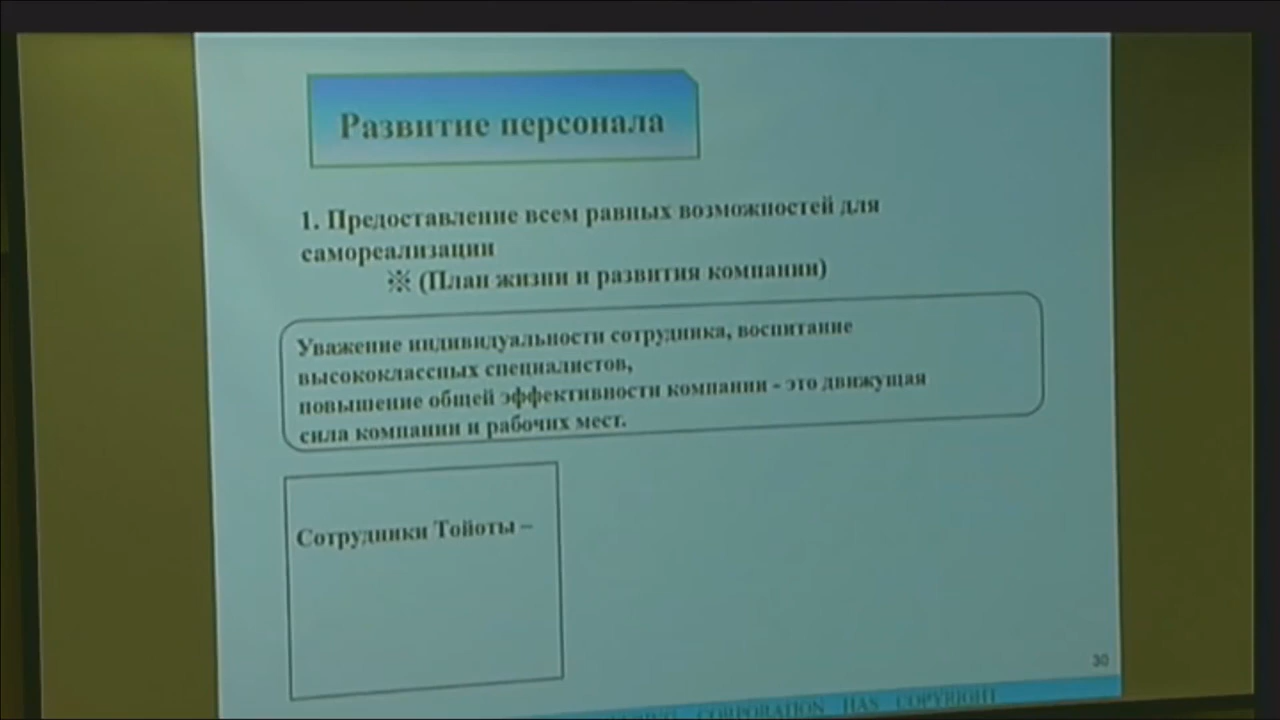 Развитие персонала
1. Предоставление всем равных возможностей для
самореализации
※ (План жизни и развития компании)
Уважение индивидуальности сотрудника, воспитание
высококлассных специалистов,
повышение общей эффективности компании - это движущая
сила компании и рабочих мест.
Сотрудники Тойоты –
30
CORPORATION HAS COPYRIGHT